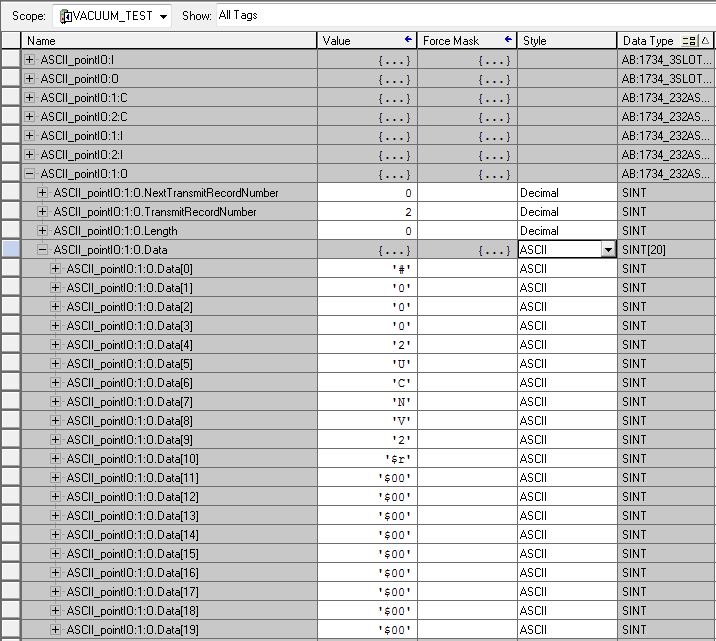 Scope: VACUUM_TEST Show: All Tags
Name Value Force Mask Style Data Type
ASCII_pointIO:I {...} {...} AB:1734_3SLOT...
ASCII_pointIO:O {...} {...} AB:1734_3SLOT...
ASCII_pointIO:1:C {...} {...} AB:1734_232AS...
ASCII_pointIO:2:C {...} {...} AB:1734_232AS...
ASCII_pointIO:1:I {...} {...} AB:1734_232AS...
ASCII_pointIO:2:I {...} {...} AB:1734_232AS...
ASCII_pointIO:1:O {...} {...} AB:1734_232AS...
ASCII_pointIO:1:O.NextTransmitRecordNumber 0 Decimal SINT
ASCII_pointIO:1:O.TransmitRecordNumber 2 Decimal SINT
ASCII_pointIO:1:O.Length 0 Decimal SINT
ASCII_pointIO:1:O.Data {...} {...} ASCII SINT[20]
ASCII_pointIO:1:O.Data[0] '#' ASCII SINT
ASCII_pointIO:1:O.Data[1] '0' ASCII SINT
ASCII_pointIO:1:O.Data[2] '0' ASCII SINT
ASCII_pointIO:1:O.Data[3] '0' ASCII SINT
ASCII_pointIO:1:O.Data[4] '2' ASCII SINT
ASCII_pointIO:1:O.Data[5] 'U' ASCII SINT
ASCII_pointIO:1:O.Data[6] 'C' ASCII SINT
ASCII_pointIO:1:O.Data[7] 'N' ASCII SINT
ASCII_pointIO:1:O.Data[8] 'V' ASCII SINT
ASCII_pointIO:1:O.Data[9] '2' ASCII SINT
ASCII_pointIO:1:O.Data[10] '$r' ASCII SINT
ASCII_pointIO:1:O.Data[11] '$00' ASCII SINT
ASCII_pointIO:1:O.Data[12] '$00' ASCII SINT
ASCII_pointIO:1:O.Data[13] '$00' ASCII SINT
ASCII_pointIO:1:O.Data[14] '$00' ASCII SINT
ASCII_pointIO:1:O.Data[15] '$00' ASCII SINT
ASCII_pointIO:1:O.Data[16] '$00' ASCII SINT
ASCII_pointIO:1:O.Data[17] '$00' ASCII SINT
ASCII_pointIO:1:O.Data[18] '$00' ASCII SINT
ASCII_pointIO:1:O.Data[19] '$00' ASCII SINT